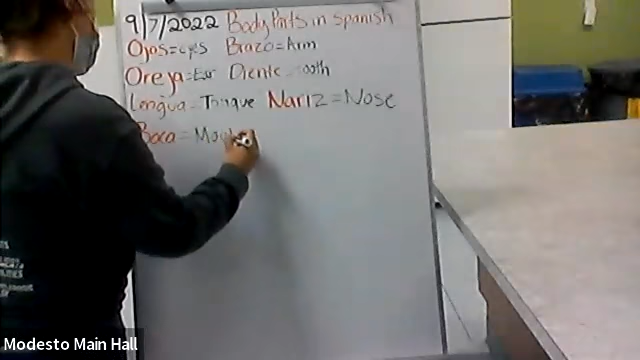 9/7/2022 Body Parts in Spanish
Ojos=eyes Brazo=Arm
Oreja=Ear Diente=Tooth
Lengua=Tongue Nariz=Nose
Boca=Mou
Modesto Main Hall